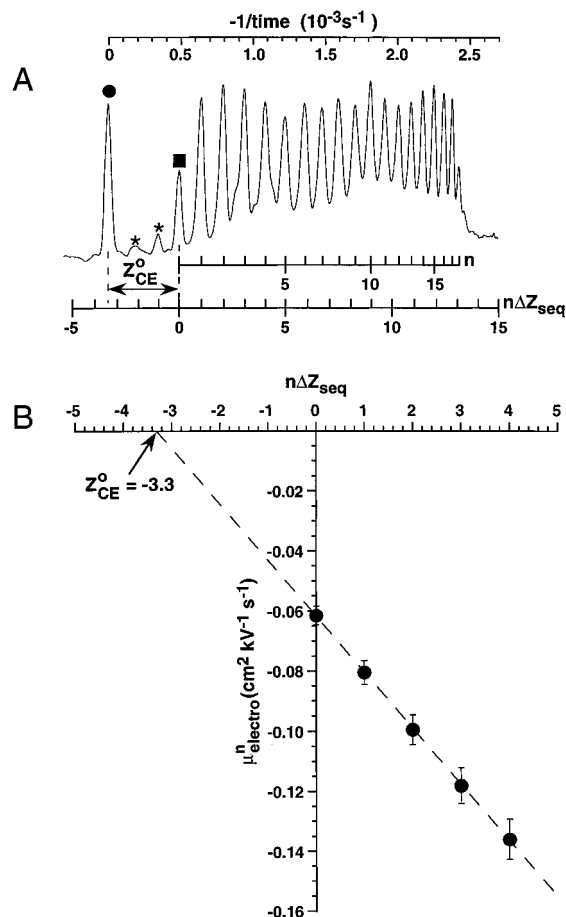 -1/time (10⁻³s⁻¹)
0 0.5 1.0 1.5 2.0 2.5
A
* *
Z°CE
n
5 10 15
-5 0 5 10 15 nΔZseq
nΔZseq
B
-5 -4 -3 -2 -1 0 1 2 3 4 5
Z°CE = -3.3
-0.02
-0.04
-0.06
-0.08
-0.10
-0.12
-0.14
-0.16
μⁿelectro (cm² kV⁻¹ s⁻¹)